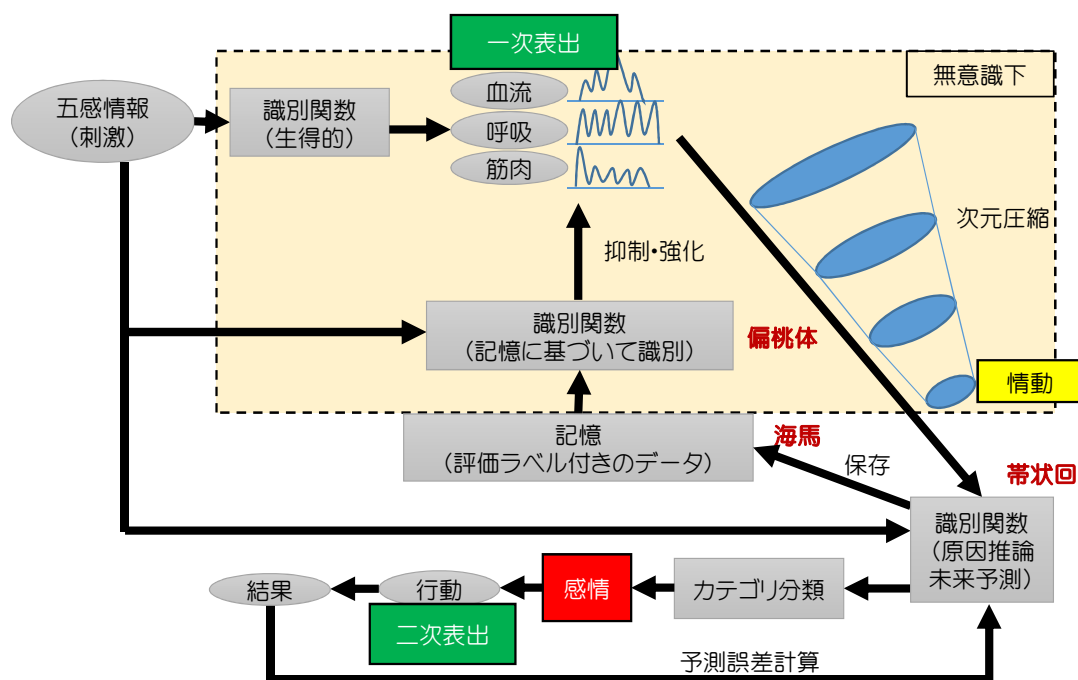 一次表出
無意識下
五感情報
(刺激)
識別関数
(生得的)
血流
呼吸
筋肉
次元圧縮
抑制・強化
識別関数
(記憶に基づいて識別)
偏桃体
情動
記憶
(評価ラベル付きのデータ)
海馬
保存
帯状回
識別関数
(原因推論
未来予測)
カテゴリ分類
感情
行動
結果
二次表出
予測誤差計算